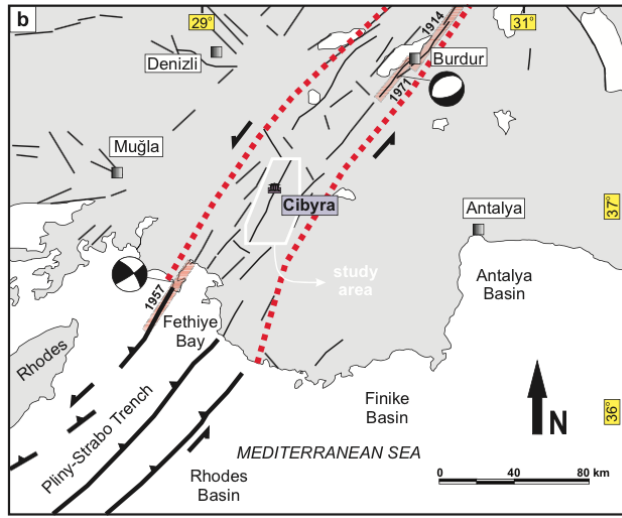 b
29°
31°
1914
Denizli
Burdur
1971
Muğla
Cibyra
37°
Antalya
study
area
Antalya
Basin
1957
Fethiye
Bay
Rhodes
Pliny-Strabo Trench
Finike
Basin
36°
N
MEDITERRANEAN SEA
Rhodes
Basin
0 40 80 km